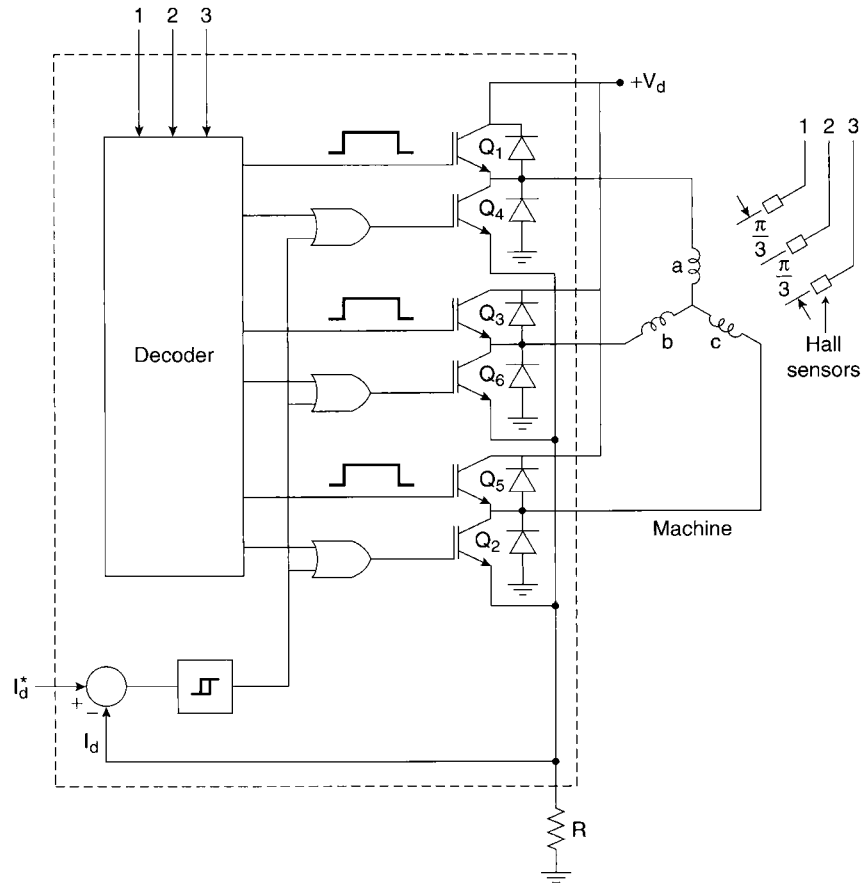 1 2 3
+V_d
1 2 3
Q_1
Q_4
π/3
π/3
a
Q_3
Decoder
b c
Hall
sensors
Q_6
Q_5
Machine
Q_2
I_d^*
+ −
I_d
R